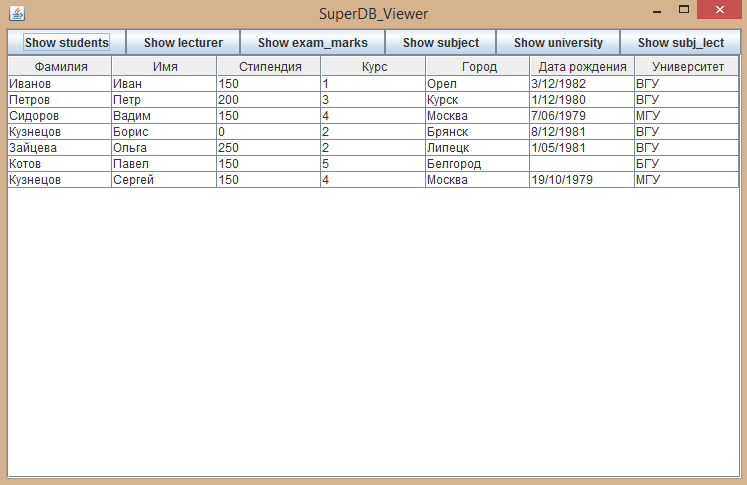 SuperDB_Viewer
Show students Show lecturer Show exam_marks Show subject Show university Show subj_lect
Фамилия Имя Стипендия Курс Город Дата рождения Университет
Иванов Иван 150 1 Орел 3/12/1982 ВГУ
Петров Петр 200 3 Курск 1/12/1980 ВГУ
Сидоров Вадим 150 4 Москва 7/06/1979 МГУ
Кузнецов Борис 0 2 Брянск 8/12/1981 ВГУ
Зайцева Ольга 250 2 Липецк 1/05/1981 ВГУ
Котов Павел 150 5 Белгород БГУ
Кузнецов Сергей 150 4 Москва 19/10/1979 МГУ